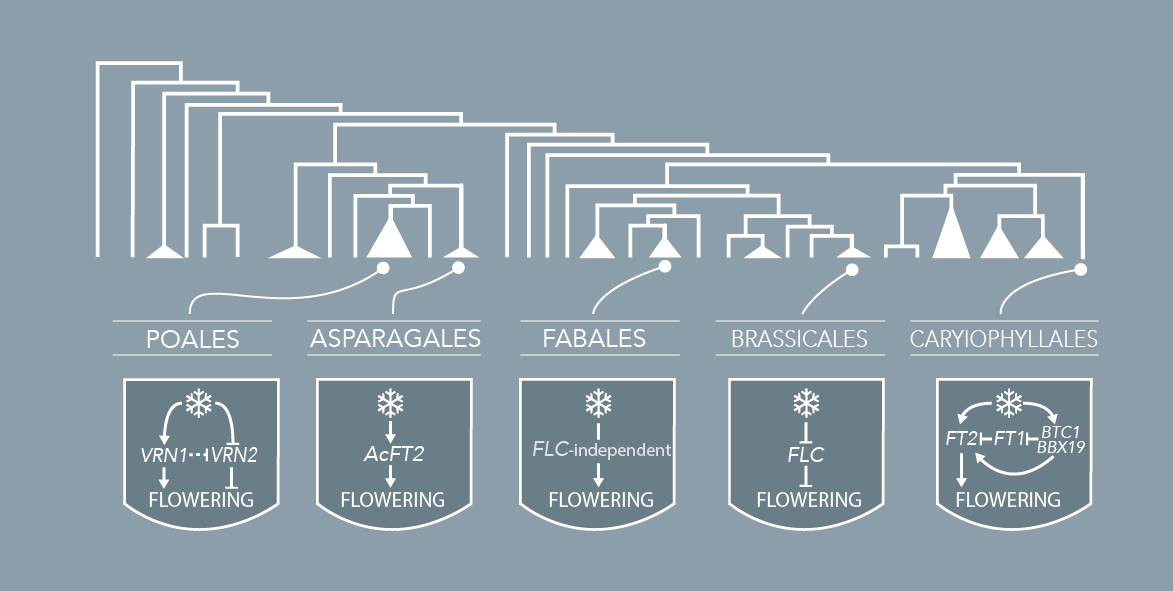 POALES
ASPARAGALES
FABALES
BRASSICALES
CARYIOPHYLLALES
VRN1 VRN2
FLOWERING
AcFT2
FLOWERING
FLC-independent
FLOWERING
FLC
FLOWERING
FT2 FT1 BTC1
BBX19
FLOWERING